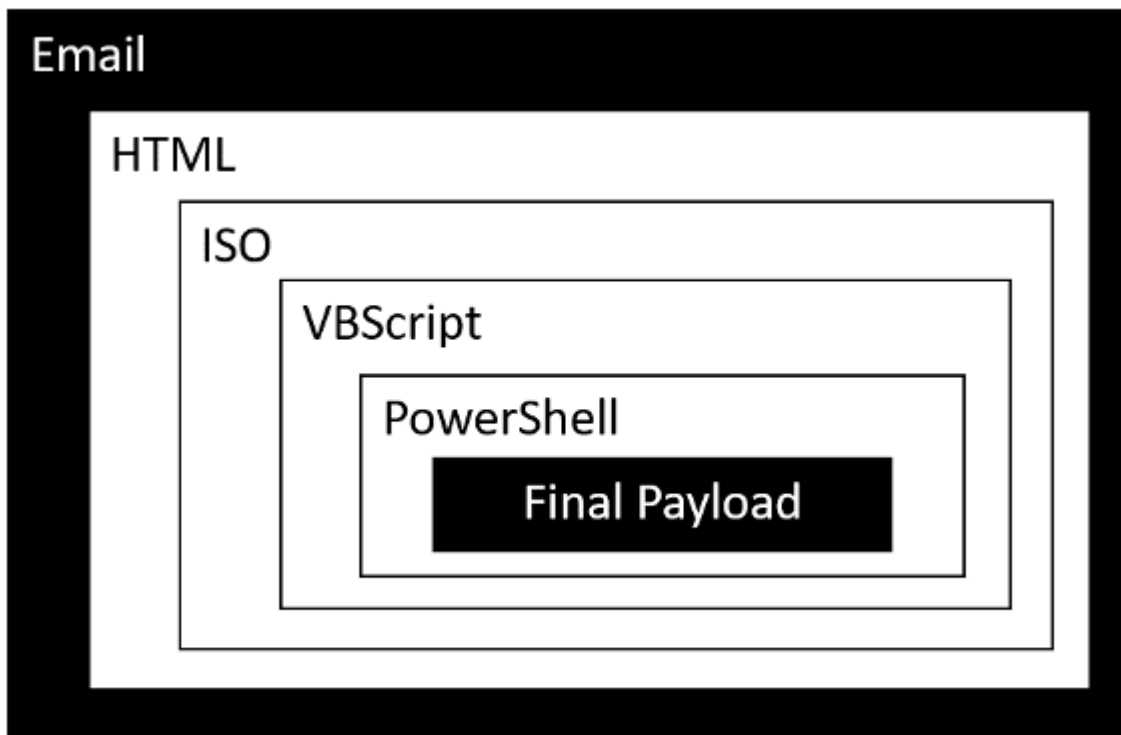 Email
HTML
ISO
VBScript
PowerShell
Final Payload